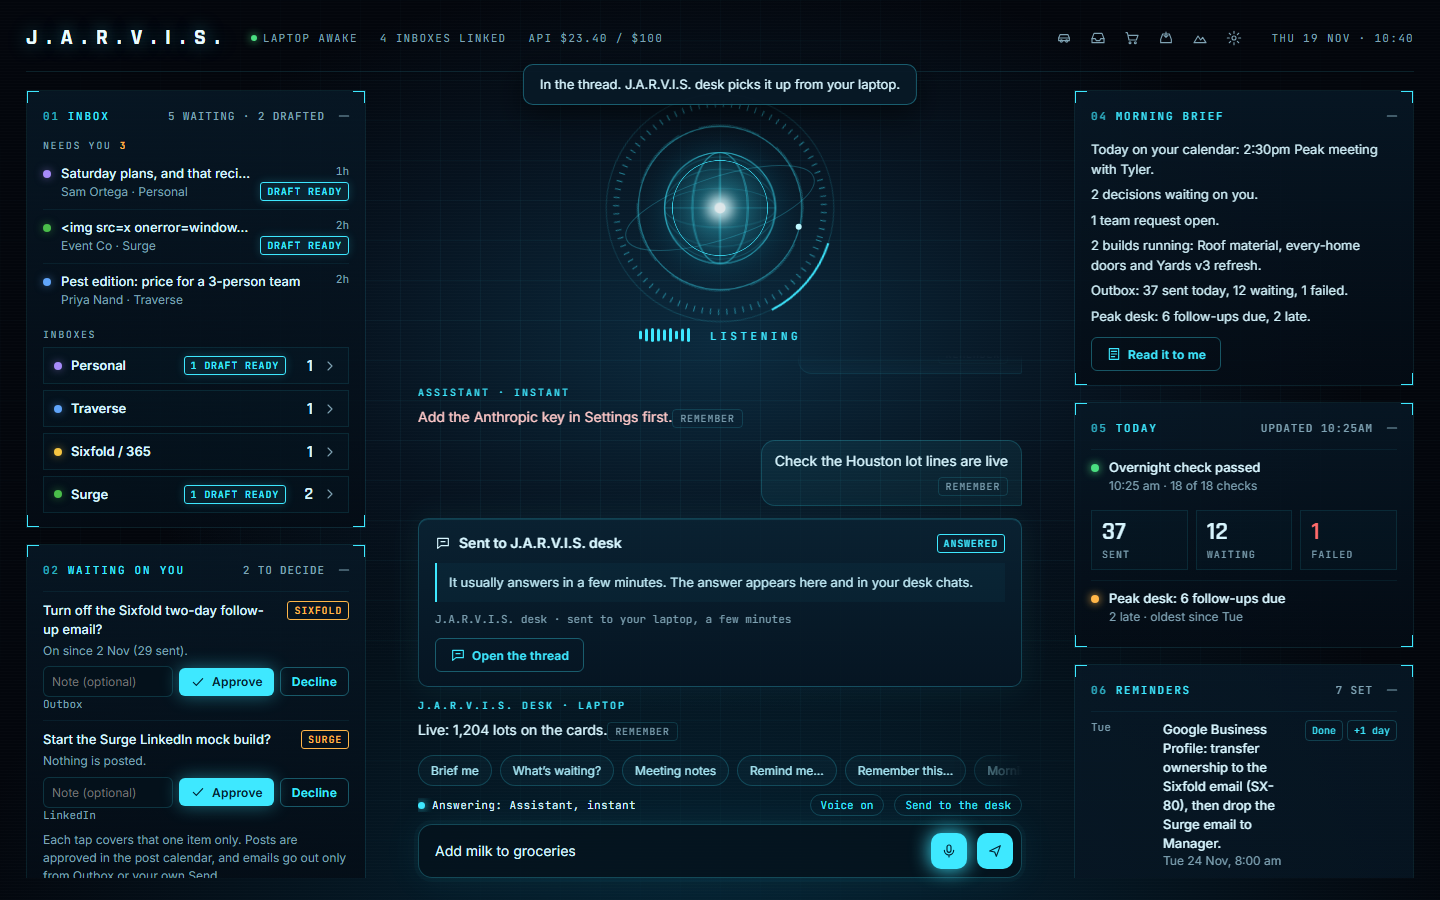 J.A.R.V.I.S.
LAPTOP AWAKE 4 INBOXES LINKED API $23.40 / $100
THU 19 NOV · 10:40
In the thread. J.A.R.V.I.S. desk picks it up from your laptop.
01 INBOX 5 WAITING · 2 DRAFTED
NEEDS YOU 3
Saturday plans, and that reci... 1h
Sam Ortega · Personal DRAFT READY
<img src=x onerror=window... 2h
Event Co · Surge DRAFT READY
Pest edition: price for a 3-person team 2h
Priya Nand · Traverse
INBOXES
Personal 1 DRAFT READY 1
Traverse 1
Sixfold / 365 1
Surge 1 DRAFT READY 2
02 WAITING ON YOU 2 TO DECIDE
Turn off the Sixfold two-day follow-
up email?
SIXFOLD
On since 2 Nov (29 sent).
Note (optional) Approve Decline
Outbox
Start the Surge LinkedIn mock build? SURGE
Nothing is posted.
Note (optional) Approve Decline
LinkedIn
Each tap covers that one item only. Posts are
approved in the post calendar, and emails go out only
from Outbox or your own Send.
LISTENING
ASSISTANT · INSTANT
Add the Anthropic key in Settings first. REMEMBER
Check the Houston lot lines are live
REMEMBER
Sent to J.A.R.V.I.S. desk ANSWERED
It usually answers in a few minutes. The answer appears here and in your desk chats.
J.A.R.V.I.S. desk · sent to your laptop, a few minutes
Open the thread
J.A.R.V.I.S. DESK · LAPTOP
Live: 1,204 lots on the cards. REMEMBER
Brief me What's waiting? Meeting notes Remind me... Remember this... Morn
Answering: Assistant, instant Voice on Send to the desk
Add milk to groceries
04 MORNING BRIEF
Today on your calendar: 2:30pm Peak meeting
with Tyler.
2 decisions waiting on you.
1 team request open.
2 builds running: Roof material, every-home
doors and Yards v3 refresh.
Outbox: 37 sent today, 12 waiting, 1 failed.
Peak desk: 6 follow-ups due, 2 late.
Read it to me
05 TODAY UPDATED 10:25AM
Overnight check passed
10:25 am · 18 of 18 checks
37 12 1
SENT WAITING FAILED
Peak desk: 6 follow-ups due
2 late · oldest since Tue
06 REMINDERS 7 SET
Tue
Google Business
Profile: transfer
ownership to the
Sixfold email (SX-
80), then drop the
Surge email to
Manager.
Tue 24 Nov, 8:00 am
Done +1 day